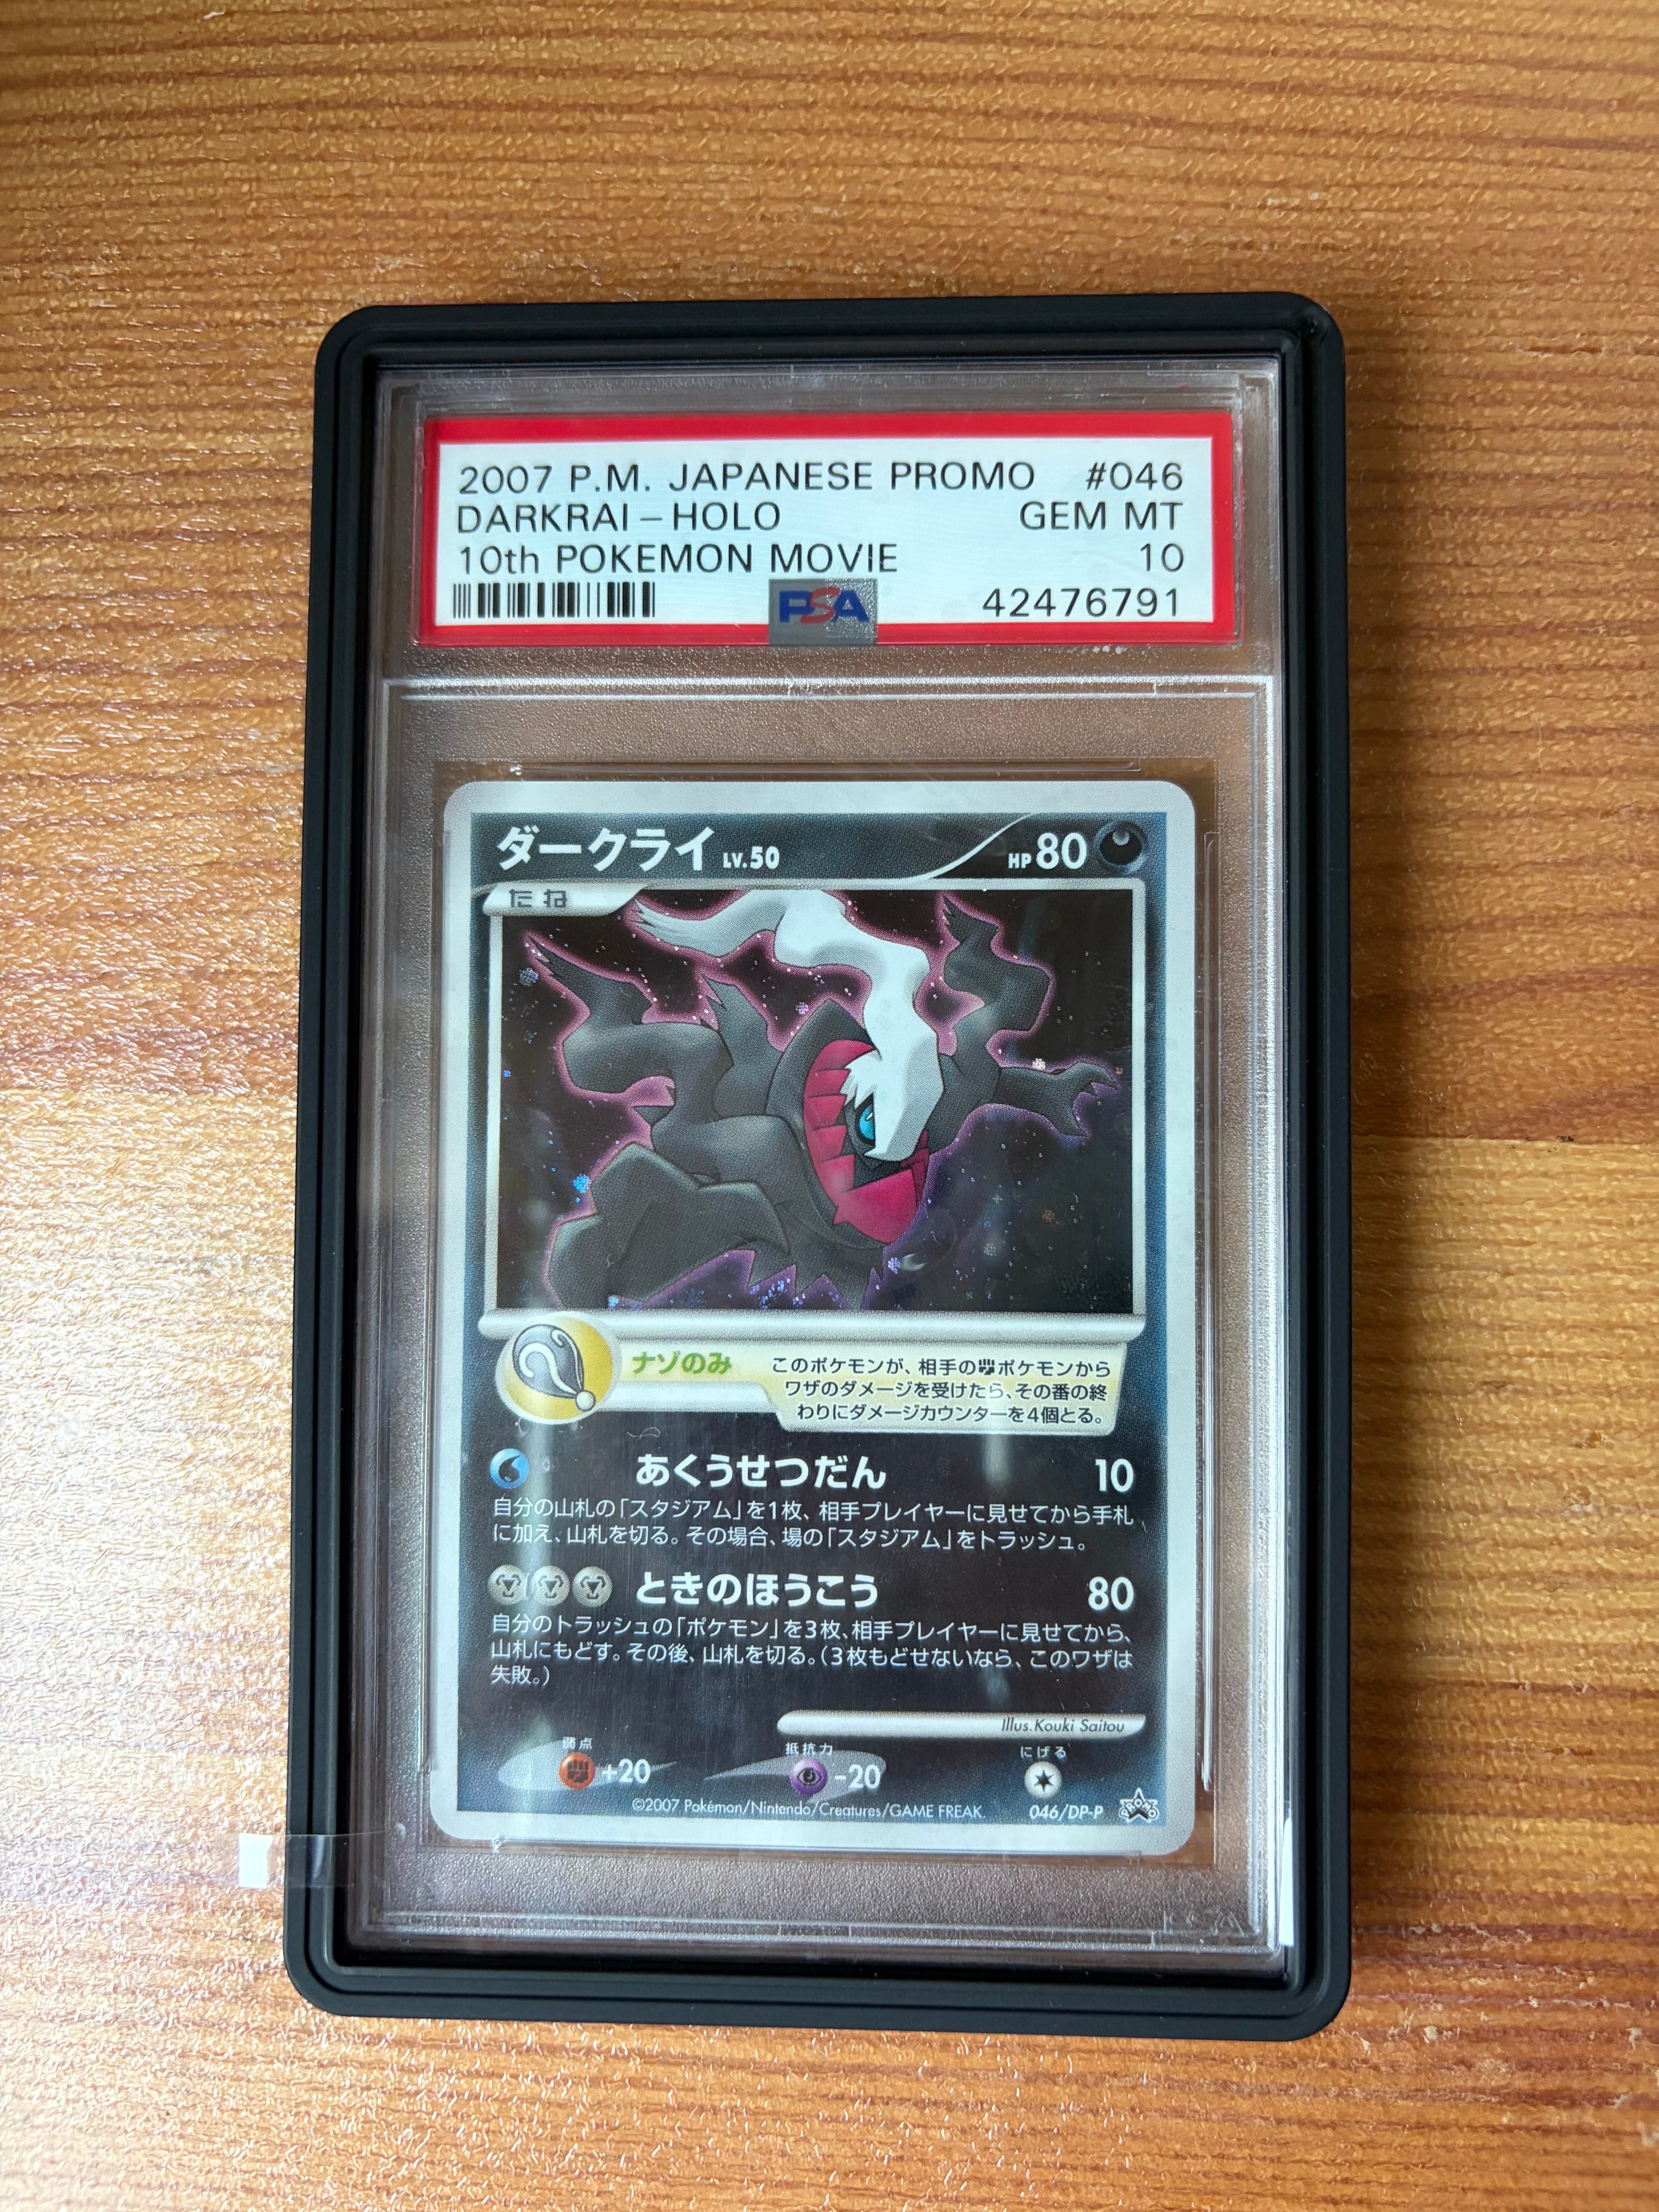 2007 P.M. JAPANESE PROMO #046
DARKRAI-HOLO GEM MT
10th POKEMON MOVIE 10
PSA 42476791
ダークライ LV.50 HP 80
たね
ナゾのみ
このポケモンが、相手の ポケモンから
ワザのダメージを受けたら、その番の終
わりにダメージカウンターを4個とる。
あくうせつだん 10
自分の山札の「スタジアム」を1枚、相手プレイヤーに見せてから手札
に加え、山札を切る。その場合、場の「スタジアム」をトラッシュ。
ときのほうこう 80
自分のトラッシュの「ポケモン」を3枚、相手プレイヤーに見せてから、
山札にもどす。その後、山札を切る。(3枚もどせないなら、このワザは
失敗。)
Illus.Kouki Saitou
弱点 抵抗力 にげる
+20 -20
©2007 Pokémon/Nintendo/Creatures/GAME FREAK. 046/DP-P PROMO
PSA